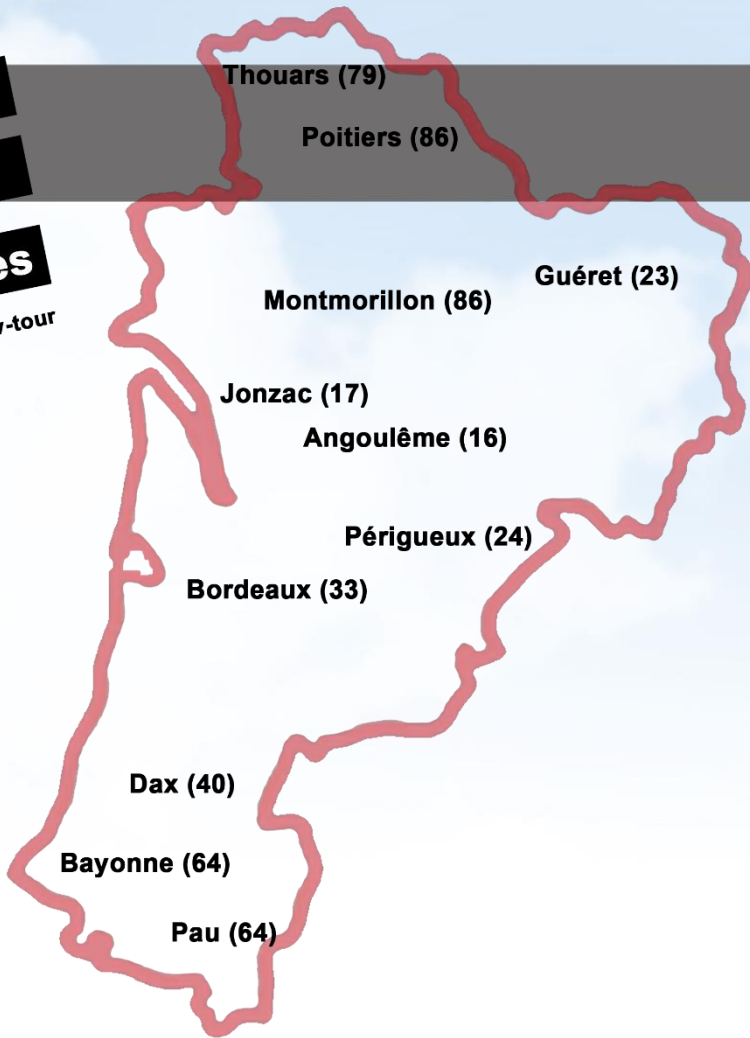 Thouars (79)
Poitiers (86)
es
y-tour
Guéret (23)
Montmorillon (86)
Jonzac (17)
Angoulême (16)
Périgueux (24)
Bordeaux (33)
Dax (40)
Bayonne (64)
Pau (64)